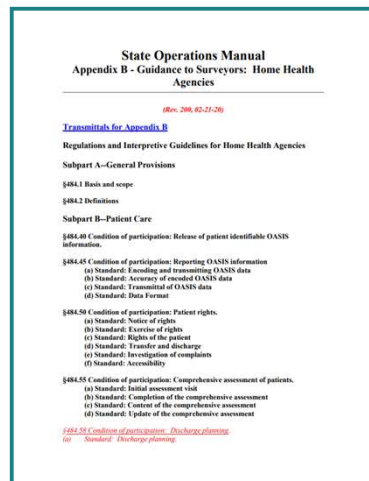 State Operations Manual
Appendix B - Guidance to Surveyors: Home Health
Agencies
(Rev. 200, 02-21-20)
Transmittals for Appendix B
Regulations and Interpretive Guidelines for Home Health Agencies
Subpart A--General Provisions
§484.1 Basis and scope
§484.2 Definitions
Subpart B--Patient Care
§484.40 Condition of participation: Release of patient identifiable OASIS
information.
§484.45 Condition of participation: Reporting OASIS information
(a) Standard: Encoding and transmitting OASIS data
(b) Standard: Accuracy of encoded OASIS data
(c) Standard: Transmittal of OASIS data
(d) Standard: Data Format
§484.50 Condition of participation: Patient rights.
(a) Standard: Notice of rights
(b) Standard: Exercise of rights
(c) Standard: Rights of the patient
(d) Standard: Transfer and discharge
(e) Standard: Investigation of complaints
(f) Standard: Accessibility
§484.55 Condition of participation: Comprehensive assessment of patients.
(a) Standard: Initial assessment visit
(b) Standard: Completion of the comprehensive assessment
(c) Standard: Content of the comprehensive assessment
(d) Standard: Update of the comprehensive assessment
§484.58 Condition of participation: Discharge planning.
(a) Standard: Discharge planning.